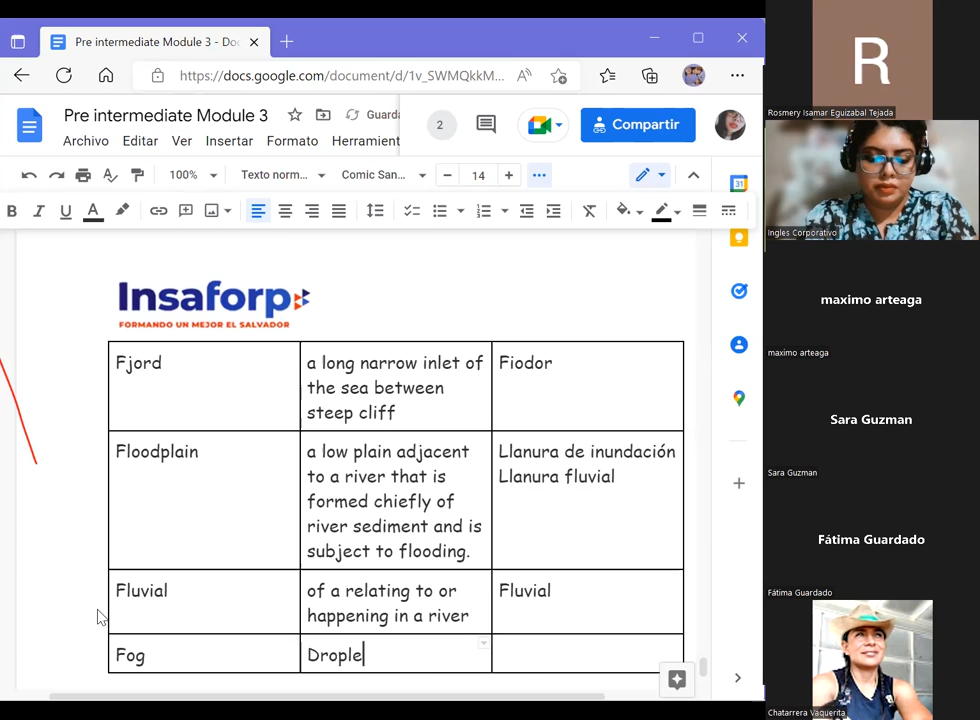 Pre intermediate Module 3 - Doc
https://docs.google.com/document/d/1v_SWMQkkM...
Pre intermediate Module 3
Guarda
2
Compartir
Archivo Editar Ver Insertar Formato Herramient
100% Texto norm... Comic San... 14
Insaforp
FORMANDO UN MEJOR EL SALVADOR
Fjord
a long narrow inlet of
the sea between
steep cliff
Fiodor
Floodplain
a low plain adjacent
to a river that is
formed chiefly of
river sediment and is
subject to flooding.
Llanura de inundación
Llanura fluvial
Fluvial
of a relating to or
happening in a river
Fluvial
Fog
Drople
R
Rosmery Isamar Eguizabal Tejada
Ingles Corporativo
maximo arteaga
maximo arteaga
Sara Guzman
Sara Guzman
Fátima Guardado
Fátima Guardado
Chatarrera Vaquerita